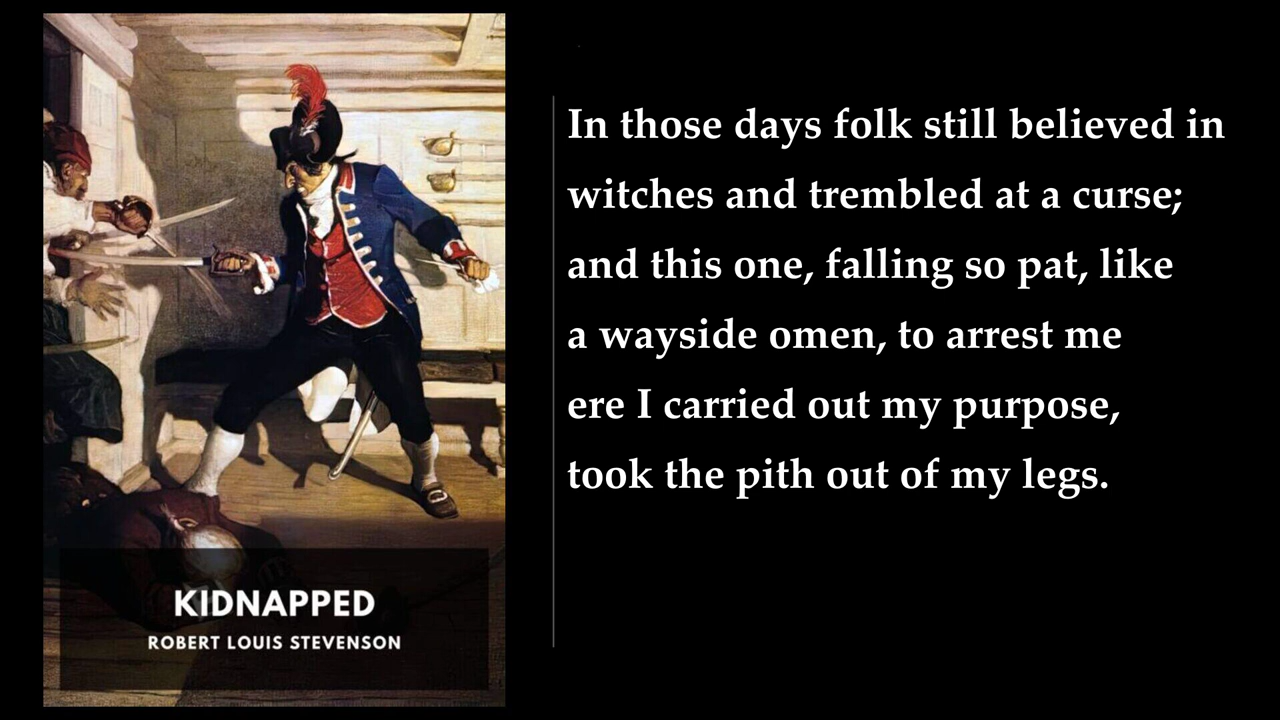 In those days folk still believed in
witches and trembled at a curse;
and this one, falling so pat, like
a wayside omen, to arrest me
ere I carried out my purpose,
took the pith out of my legs.
KIDNAPPED
ROBERT LOUIS STEVENSON